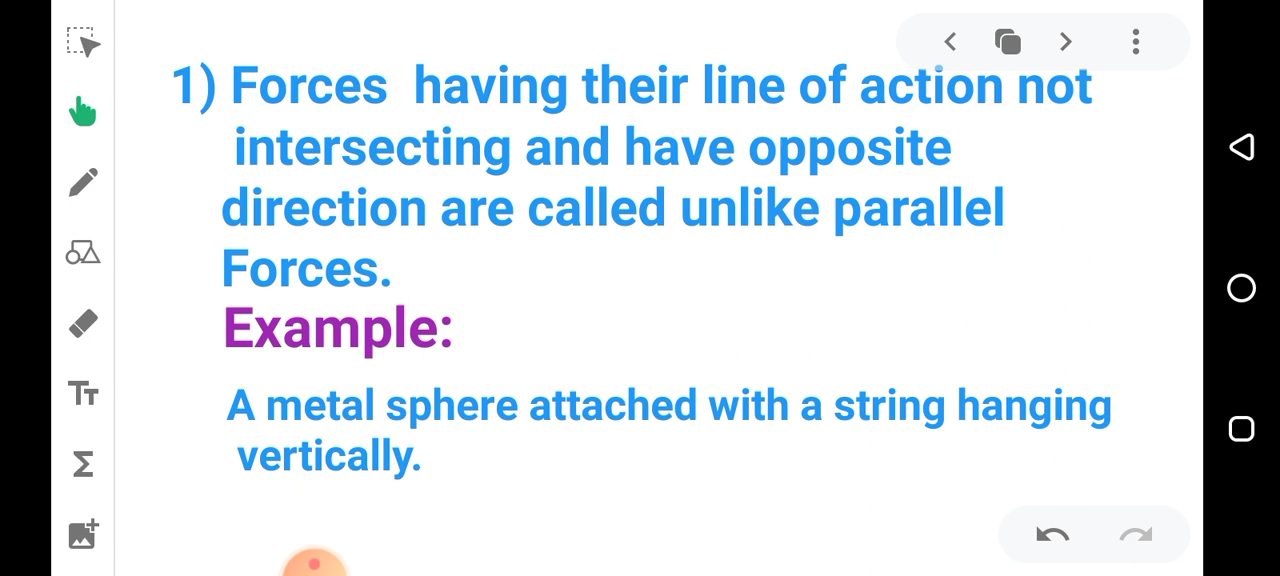 1) Forces having their line of action not
intersecting and have opposite
direction are called unlike parallel
Forces.
Example:
A metal sphere attached with a string hanging
vertically.